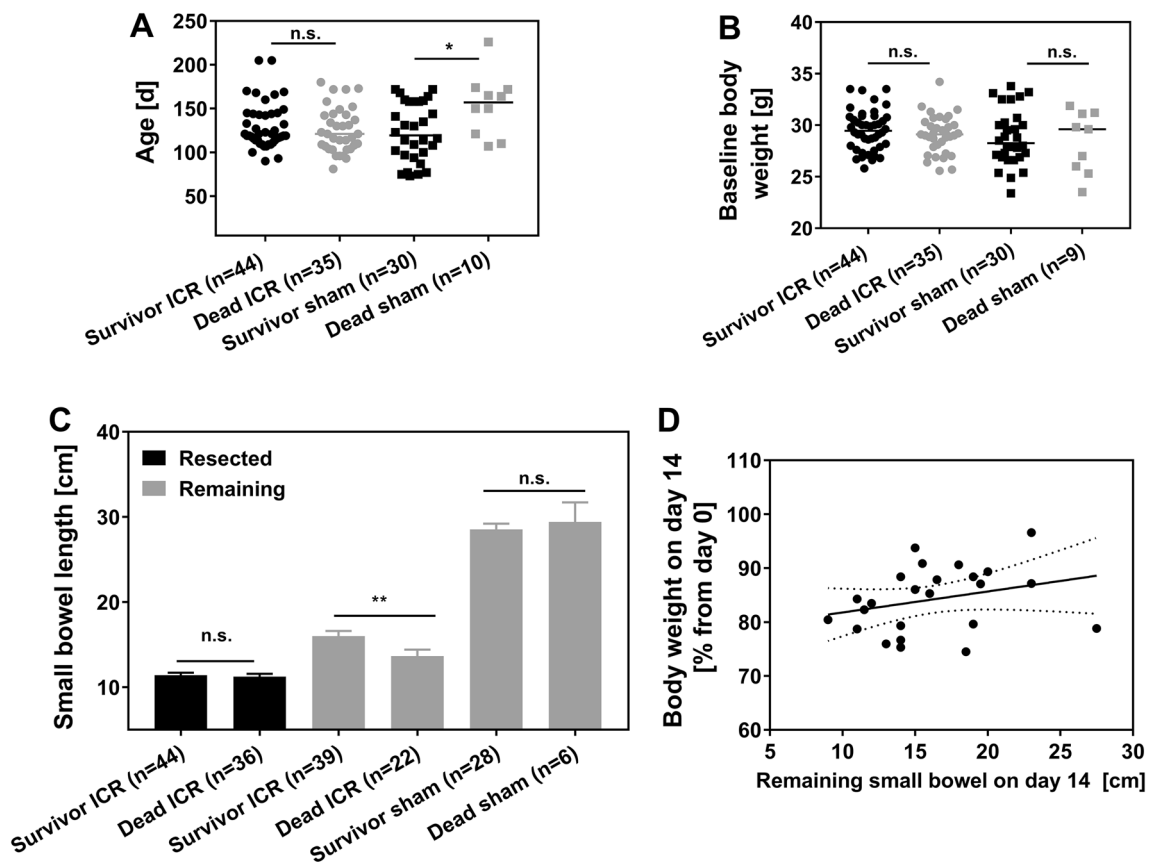 A
Age [d]
250
200
150
100
50
n.s.
*
Survivor ICR (n=44)
Dead ICR (n=35)
Survivor sham (n=30)
Dead sham (n=10)
B
Baseline body
weight [g]
40
35
30
25
20
n.s.
n.s.
Survivor ICR (n=44)
Dead ICR (n=35)
Survivor sham (n=30)
Dead sham (n=9)
C
Small bowel length [cm]
40
30
20
10
Resected
Remaining
n.s.
**
n.s.
Survivor ICR (n=44)
Dead ICR (n=36)
Survivor ICR (n=39)
Dead ICR (n=22)
Survivor sham (n=28)
Dead sham (n=6)
D
Body weight on day 14
[% from day 0]
110
100
90
80
70
60
5 10 15 20 25 30
Remaining small bowel on day 14 [cm]